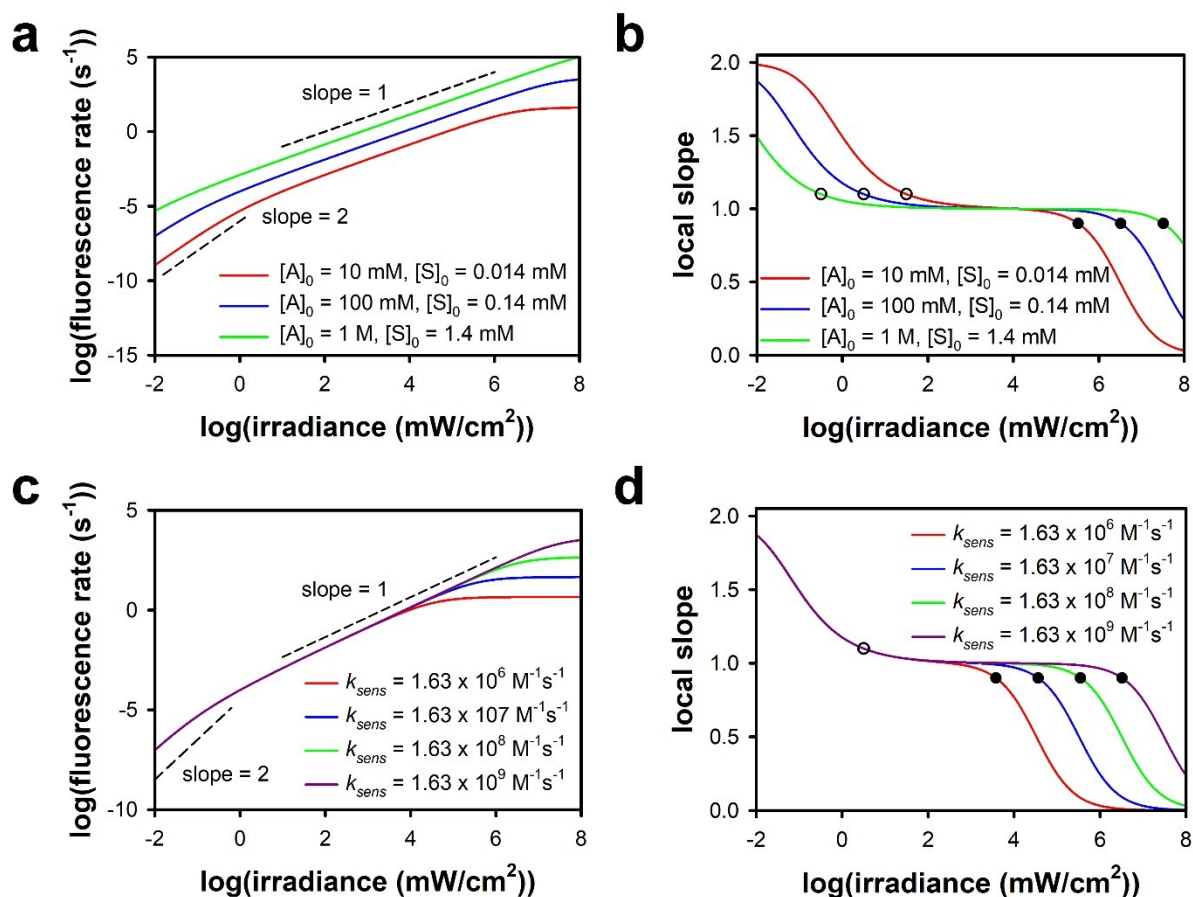 a
log(fluorescence rate (s⁻¹))
5
0
-5
-10
-15
slope = 1
slope = 2
[A]₀ = 10 mM, [S]₀ = 0.014 mM
[A]₀ = 100 mM, [S]₀ = 0.14 mM
[A]₀ = 1 M, [S]₀ = 1.4 mM
-2 0 2 4 6 8
log(irradiance (mW/cm²))
b
local slope
2.0
1.5
1.0
0.5
0.0
[A]₀ = 10 mM, [S]₀ = 0.014 mM
[A]₀ = 100 mM, [S]₀ = 0.14 mM
[A]₀ = 1 M, [S]₀ = 1.4 mM
-2 0 2 4 6 8
log(irradiance (mW/cm²))
c
log(fluorescence rate (s⁻¹))
5
0
-5
-10
slope = 1
slope = 2
k_sens = 1.63 x 10⁶ M⁻¹s⁻¹
k_sens = 1.63 x 107 M⁻¹s⁻¹
k_sens = 1.63 x 10⁸ M⁻¹s⁻¹
k_sens = 1.63 x 10⁹ M⁻¹s⁻¹
-2 0 2 4 6 8
log(irradiance (mW/cm²))
d
local slope
2.0
1.5
1.0
0.5
0.0
k_sens = 1.63 x 10⁶ M⁻¹s⁻¹
k_sens = 1.63 x 10⁷ M⁻¹s⁻¹
k_sens = 1.63 x 10⁸ M⁻¹s⁻¹
k_sens = 1.63 x 10⁹ M⁻¹s⁻¹
-2 0 2 4 6 8
log(irradiance (mW/cm²))